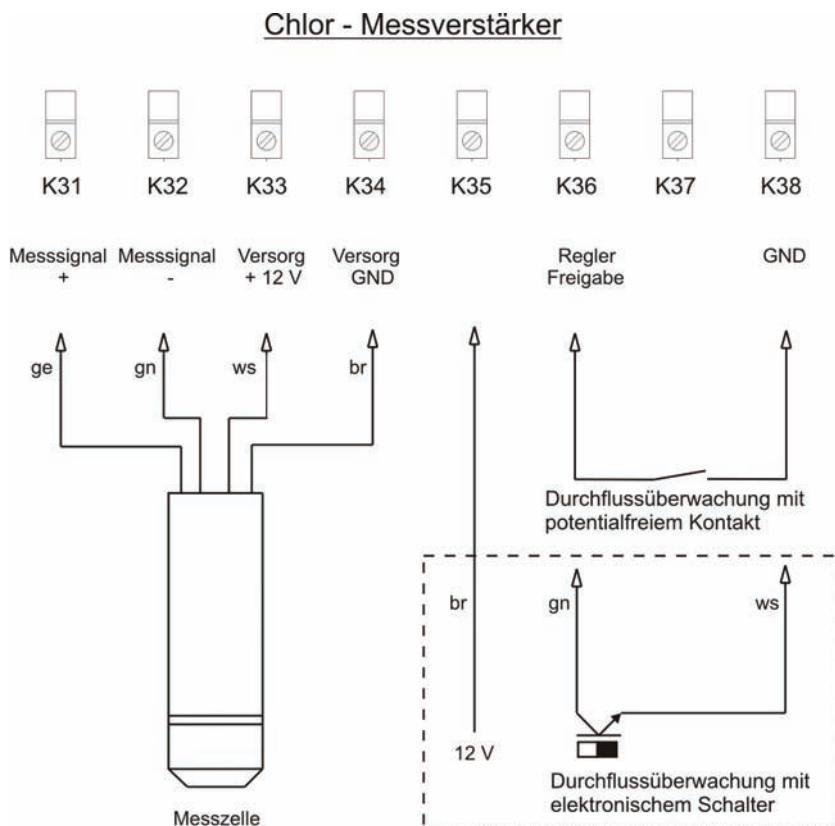 Chlor - Messverstärker
K31 K32 K33 K34 K35 K36 K37 K38
Messsignal Messsignal Versorg Versorg Regler GND
+ - + 12 V GND Freigabe
ge gn ws br
Durchflussüberwachung mit
potentialfreiem Kontakt
br gn ws
12 V
Durchflussüberwachung mit
elektronischem Schalter
Messzelle